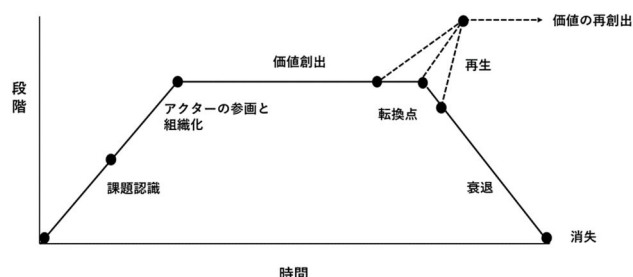 価値の再創出
価値創出
再生
段
階
アクターの参画と
組織化
転換点
課題認識
衰退
消失
時間